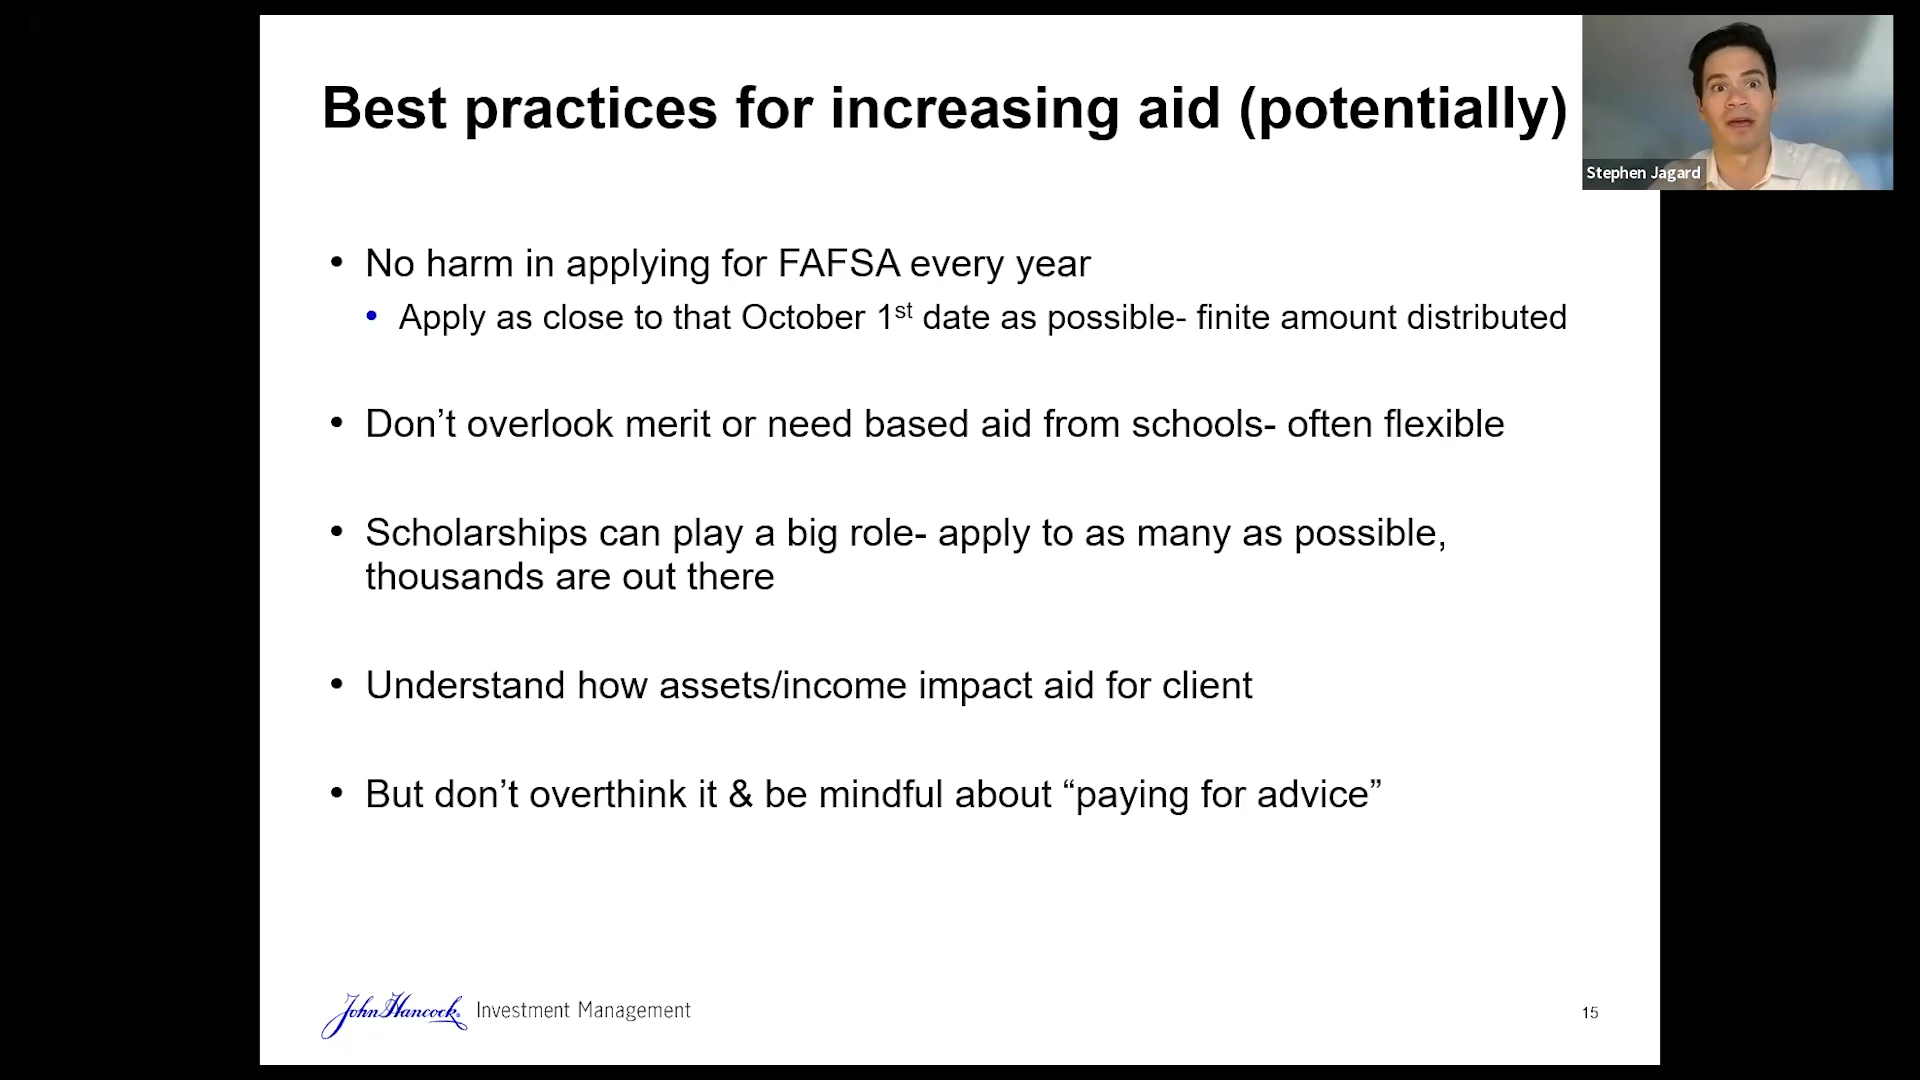 Best practices for increasing aid (potentially)
Stephen Jagard
• No harm in applying for FAFSA every year
• Apply as close to that October 1st date as possible- finite amount distributed
• Don’t overlook merit or need based aid from schools- often flexible
• Scholarships can play a big role- apply to as many as possible,
thousands are out there
• Understand how assets/income impact aid for client
• But don’t overthink it & be mindful about “paying for advice”
John Hancock. Investment Management
15